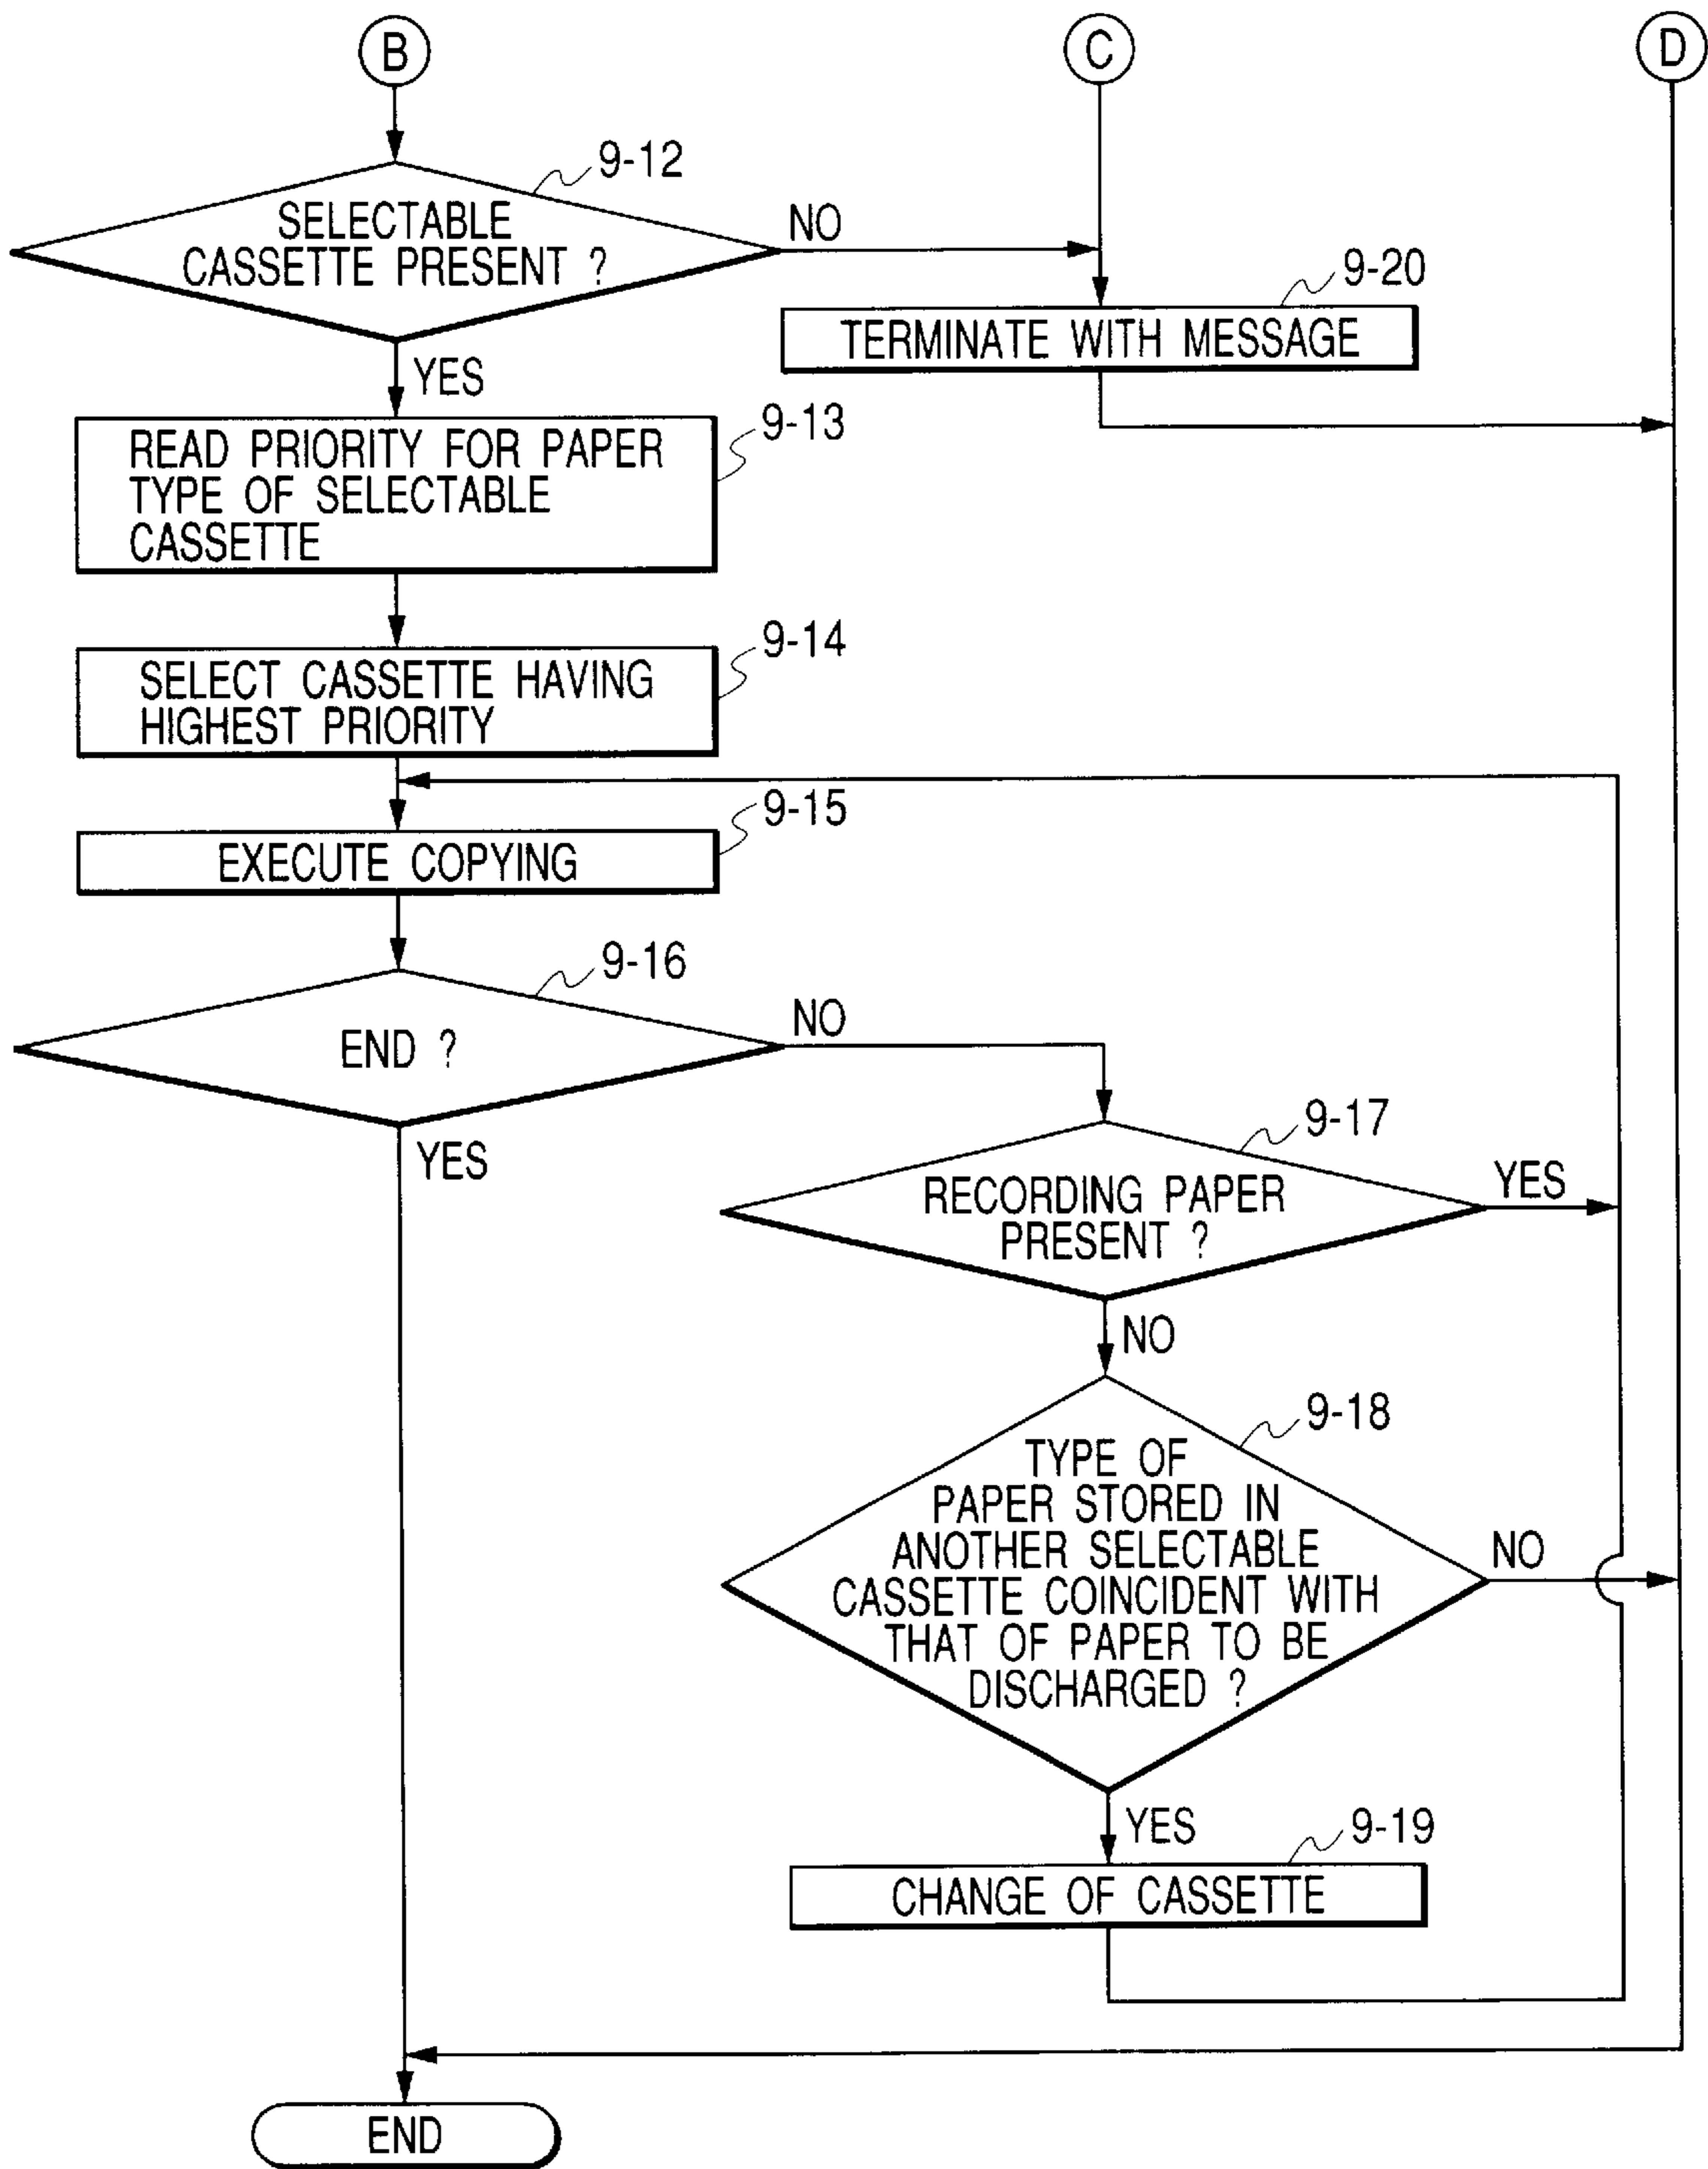 B
C
D
9-12
SELECTABLE
CASSETTE PRESENT ?
NO
YES
9-20
TERMINATE WITH MESSAGE
9-13
READ PRIORITY FOR PAPER
TYPE OF SELECTABLE
CASSETTE
9-14
SELECT CASSETTE HAVING
HIGHEST PRIORITY
9-15
EXECUTE COPYING
9-16
END ?
NO
YES
9-17
RECORDING PAPER
PRESENT ?
YES
NO
9-18
TYPE OF
PAPER STORED IN
ANOTHER SELECTABLE
CASSETTE COINCIDENT WITH
THAT OF PAPER TO BE
DISCHARGED ?
NO
YES
9-19
CHANGE OF CASSETTE
END